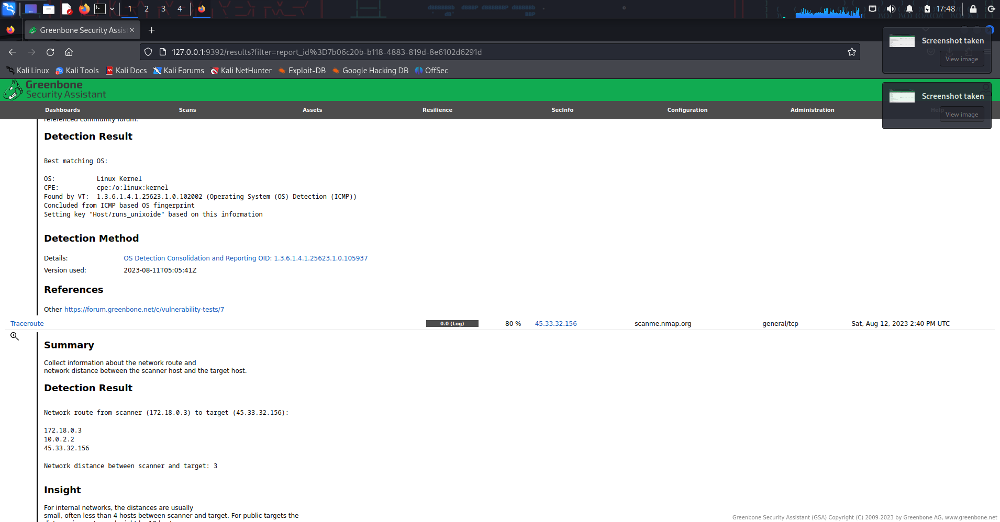 1 2 3 4 17:48
Greenbone Security Assis
127.0.0.1:9392/results?filter=report_id%3D7b06c20b-b118-4883-819d-8e6102d6291d
Screenshot taken
View image
Kali Linux Kali Tools Kali Docs Kali Forums Kali NetHunter Exploit-DB Google Hacking DB OffSec
Greenbone
Security Assistant
Screenshot taken
View image
Dashboards Scans Assets Resilience SecInfo Configuration Administration Help
referenced community forum.
Detection Result
Best matching OS:
OS: Linux Kernel
CPE: cpe:/o:linux:kernel
Found by VT: 1.3.6.1.4.1.25623.1.0.102002 (Operating System (OS) Detection (ICMP))
Concluded from ICMP based OS fingerprint
Setting key "Host/runs_unixoide" based on this information
Detection Method
Details: OS Detection Consolidation and Reporting OID: 1.3.6.1.4.1.25623.1.0.105937
Version used: 2023-08-11T05:05:41Z
References
Other https://forum.greenbone.net/c/vulnerability-tests/7
Traceroute 0.0 (Log) 80 % 45.33.32.156 scanme.nmap.org general/tcp Sat, Aug 12, 2023 2:40 PM UTC
Summary
Collect information about the network route and
network distance between the scanner host and the target host.
Detection Result
Network route from scanner (172.18.0.3) to target (45.33.32.156):
172.18.0.3
10.0.2.2
45.33.32.156
Network distance between scanner and target: 3
Insight
For internal networks, the distances are usually
small, often less than 4 hosts between scanner and target. For public targets the
Greenbone Security Assistant (GSA) Copyright (C) 2009-2023 by Greenbone AG, www.greenbone.net